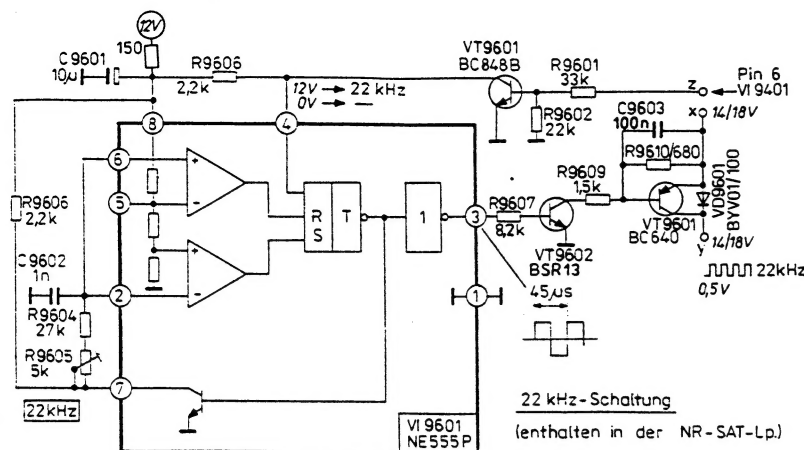 12V
150
C9601
10µ
R9606
2,2k
12V → 22 kHz
0V → —
VT9601
BC848B
R9601
33k
R9602
22k
z
Pin 6
VI 9401
x
14/18V
C9603
100n
R9610/680
R9609
1,5k
VD9601
BYV01/100
VT9601
BC640
y
14/18V
22kHz
0,5V
8
4
6
5
2
7
3
1
+
-
+
-
R
S
T
1
R9606
2,2k
C9602
1n
R9604
27k
R9605
5k
22kHz
R9607
8,2k
VT9602
BSR13
45µs
VI 9601
NE555P
22 kHz-Schaltung
(enthalten in der NR-SAT-Lp.)